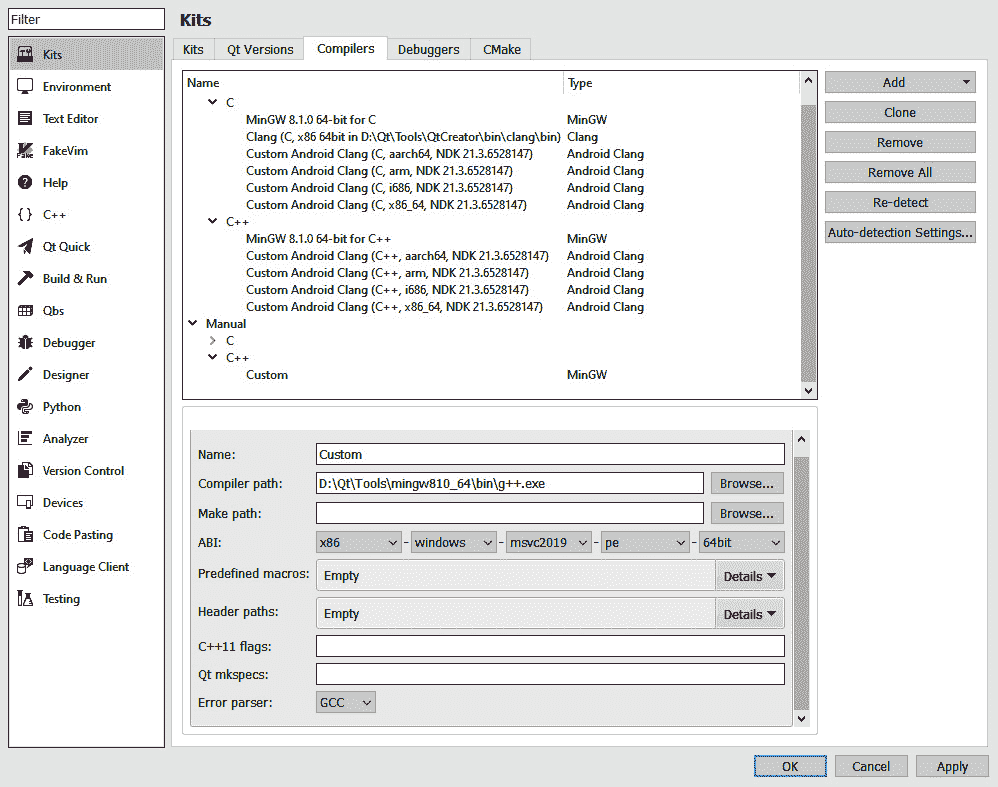 Filter
Kits
Environment
Text Editor
FakeVim
Help
C++
Qt Quick
Build & Run
Qbs
Debugger
Designer
Python
Analyzer
Version Control
Devices
Code Pasting
Language Client
Testing
Kits
Kits Qt Versions Compilers Debuggers CMake
Name Type
C
MinGW 8.1.0 64-bit for C MinGW
Clang (C, x86 64bit in D:\Qt\Tools\QtCreator\bin\clang\bin) Clang
Custom Android Clang (C, aarch64, NDK 21.3.6528147) Android Clang
Custom Android Clang (C, arm, NDK 21.3.6528147) Android Clang
Custom Android Clang (C, i686, NDK 21.3.6528147) Android Clang
Custom Android Clang (C, x86_64, NDK 21.3.6528147) Android Clang
C++
MinGW 8.1.0 64-bit for C++ MinGW
Custom Android Clang (C++, aarch64, NDK 21.3.6528147) Android Clang
Custom Android Clang (C++, arm, NDK 21.3.6528147) Android Clang
Custom Android Clang (C++, i686, NDK 21.3.6528147) Android Clang
Custom Android Clang (C++, x86_64, NDK 21.3.6528147) Android Clang
Manual
C
C++
Custom MinGW
Add
Clone
Remove
Remove All
Re-detect
Auto-detection Settings...
Name: Custom
Compiler path: D:\Qt\Tools\mingw810_64\bin\g++.exe Browse...
Make path: Browse...
ABI: x86 - windows - msvc2019 - pe - 64bit
Predefined macros: Empty Details
Header paths: Empty Details
C++11 flags:
Qt mkspecs:
Error parser: GCC
OK Cancel Apply